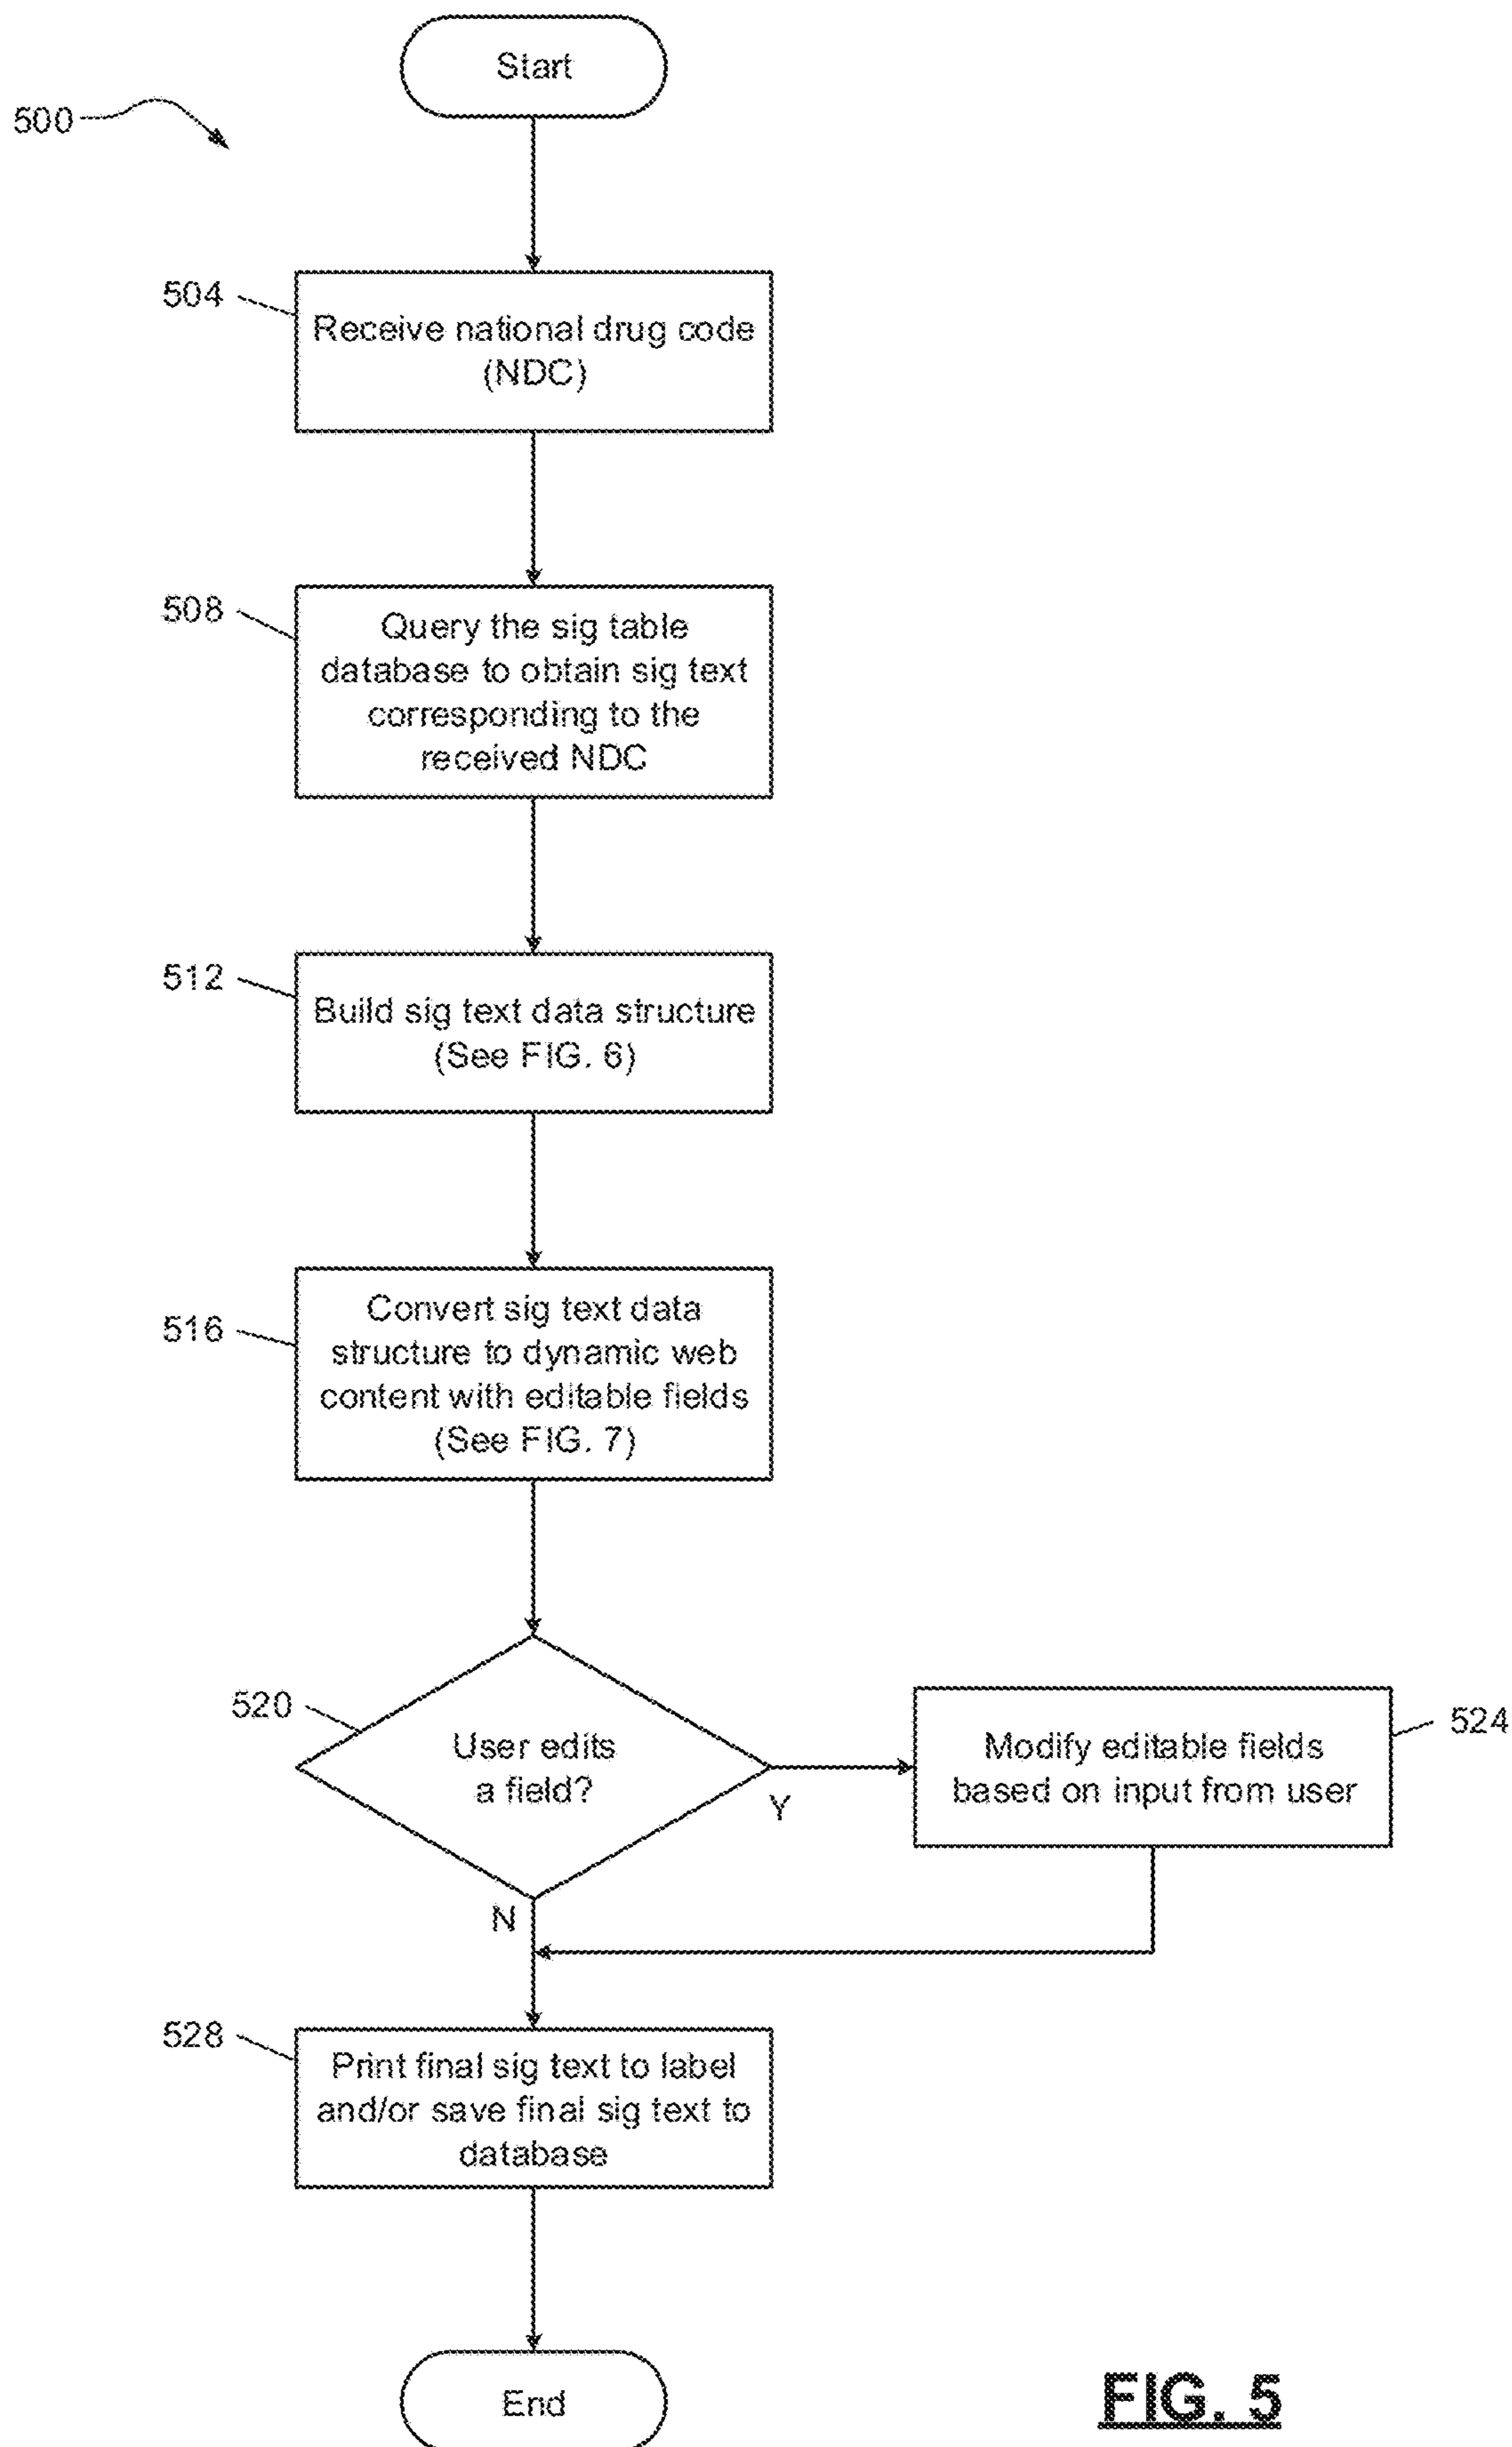 Start
500
504
Receive national drug code
(NDC)
508
Query the sig table
database to obtain sig text
corresponding to the
received NDC
512
Build sig text data structure
(See FIG. 6)
516
Convert sig text data
structure to dynamic web
content with editable fields
(See FIG. 7)
520
User edits
a field?
Y
524
Modify editable fields
based on input from user
N
528
Print final sig text to label
and/or save final sig text to
database
End
FIG. 5